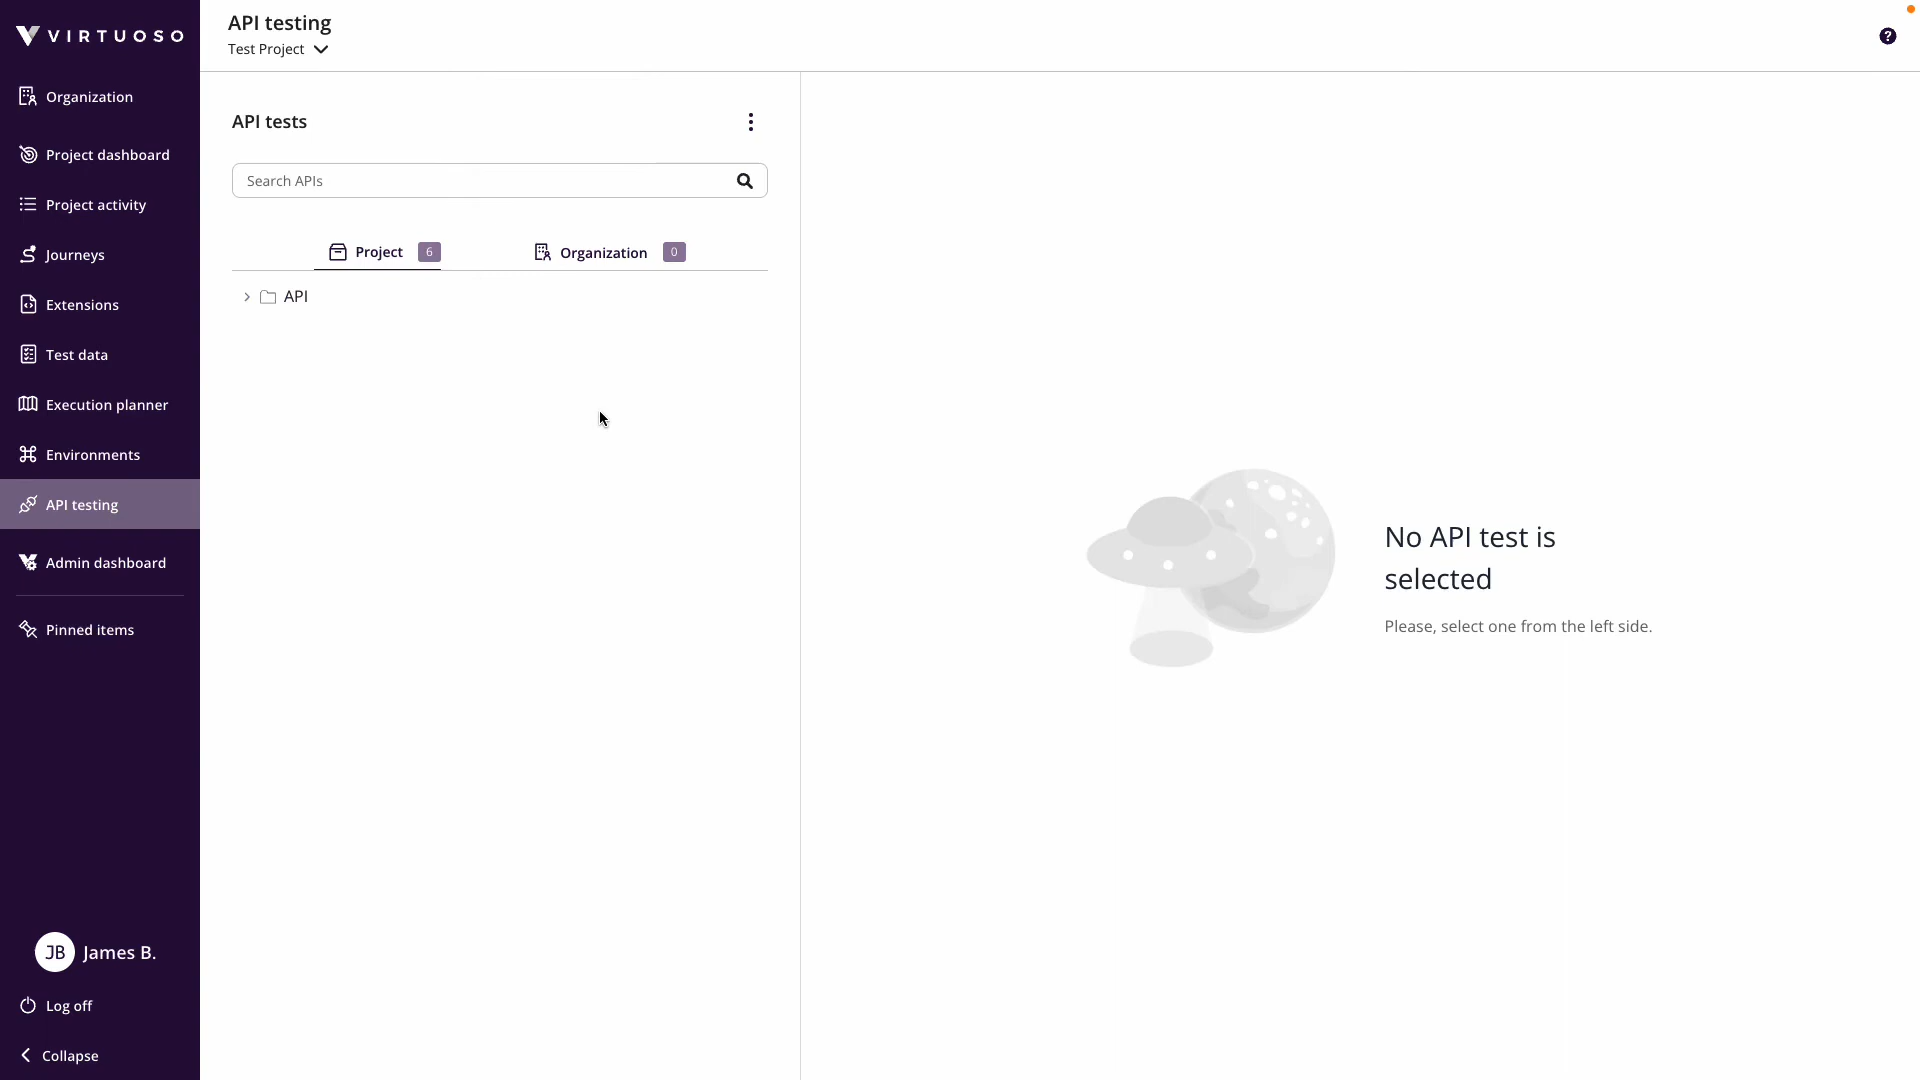 VIRTUOSO
Organization
Project dashboard
Project activity
Journeys
Extensions
Test data
Execution planner
Environments
API testing
Admin dashboard
Pinned items
JB
James B.
Log off
Collapse
API testing
Test Project
?
API tests
Search APIs
Project 6
Organization 0
API
No API test is
selected
Please, select one from the left side.